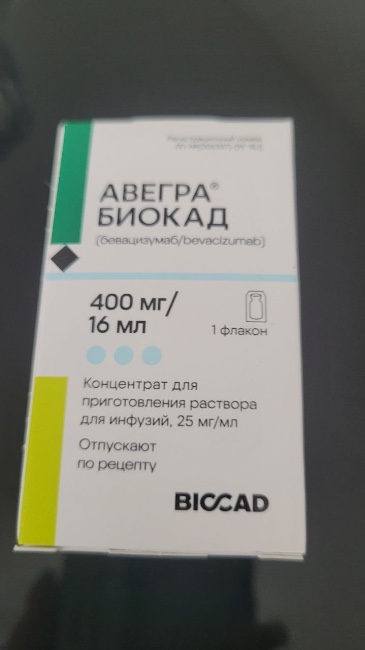 АВЕГРА®
БИОКАД
(бевацизумаб/bevacizumab)
400 мг/
16 мл
1 флакон
Концентрат для
приготовления раствора
для инфузий, 25 мг/мл
Отпускают
по рецепту
BIOCAD